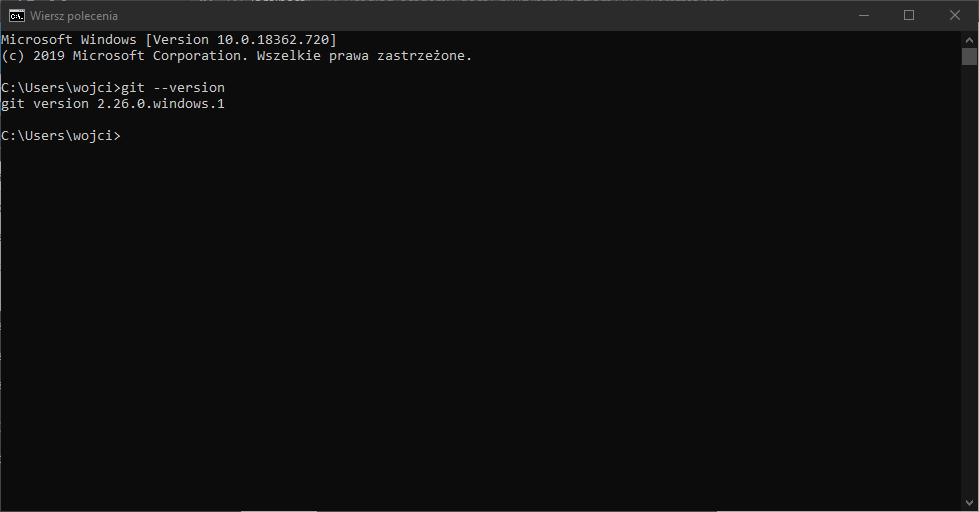 Wiersz polecenia
Microsoft Windows [Version 10.0.18362.720]
(c) 2019 Microsoft Corporation. Wszelkie prawa zastrzeżone.
C:\Users\wojci>git --version
git version 2.26.0.windows.1
C:\Users\wojci>